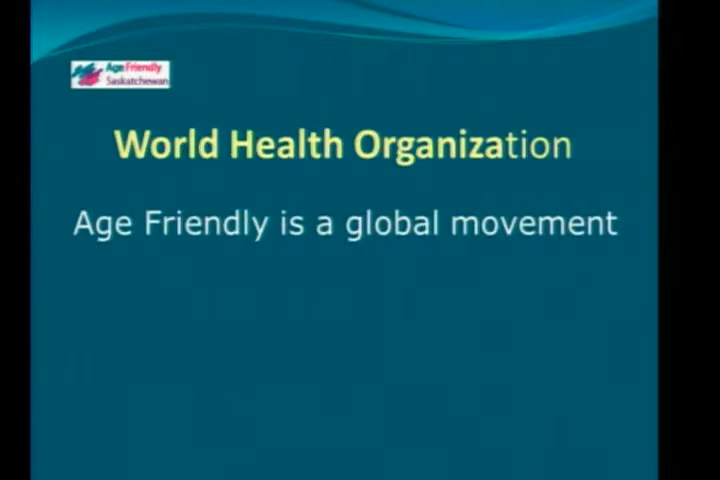 Age Friendly
Saskatchewan
World Health Organization
Age Friendly is a global movement